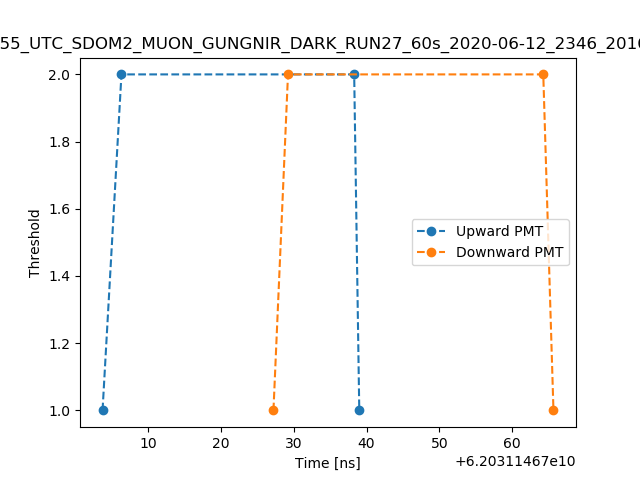 55_UTC_SDOM2_MUON_GUNGNIR_DARK_RUN27_60s_2020-06-12_2346_2016
2.0
1.8
1.6
1.4
1.2
1.0
Threshold
Upward PMT
Downward PMT
10 20 30 40 50 60
Time [ns]
+6.20311467e10